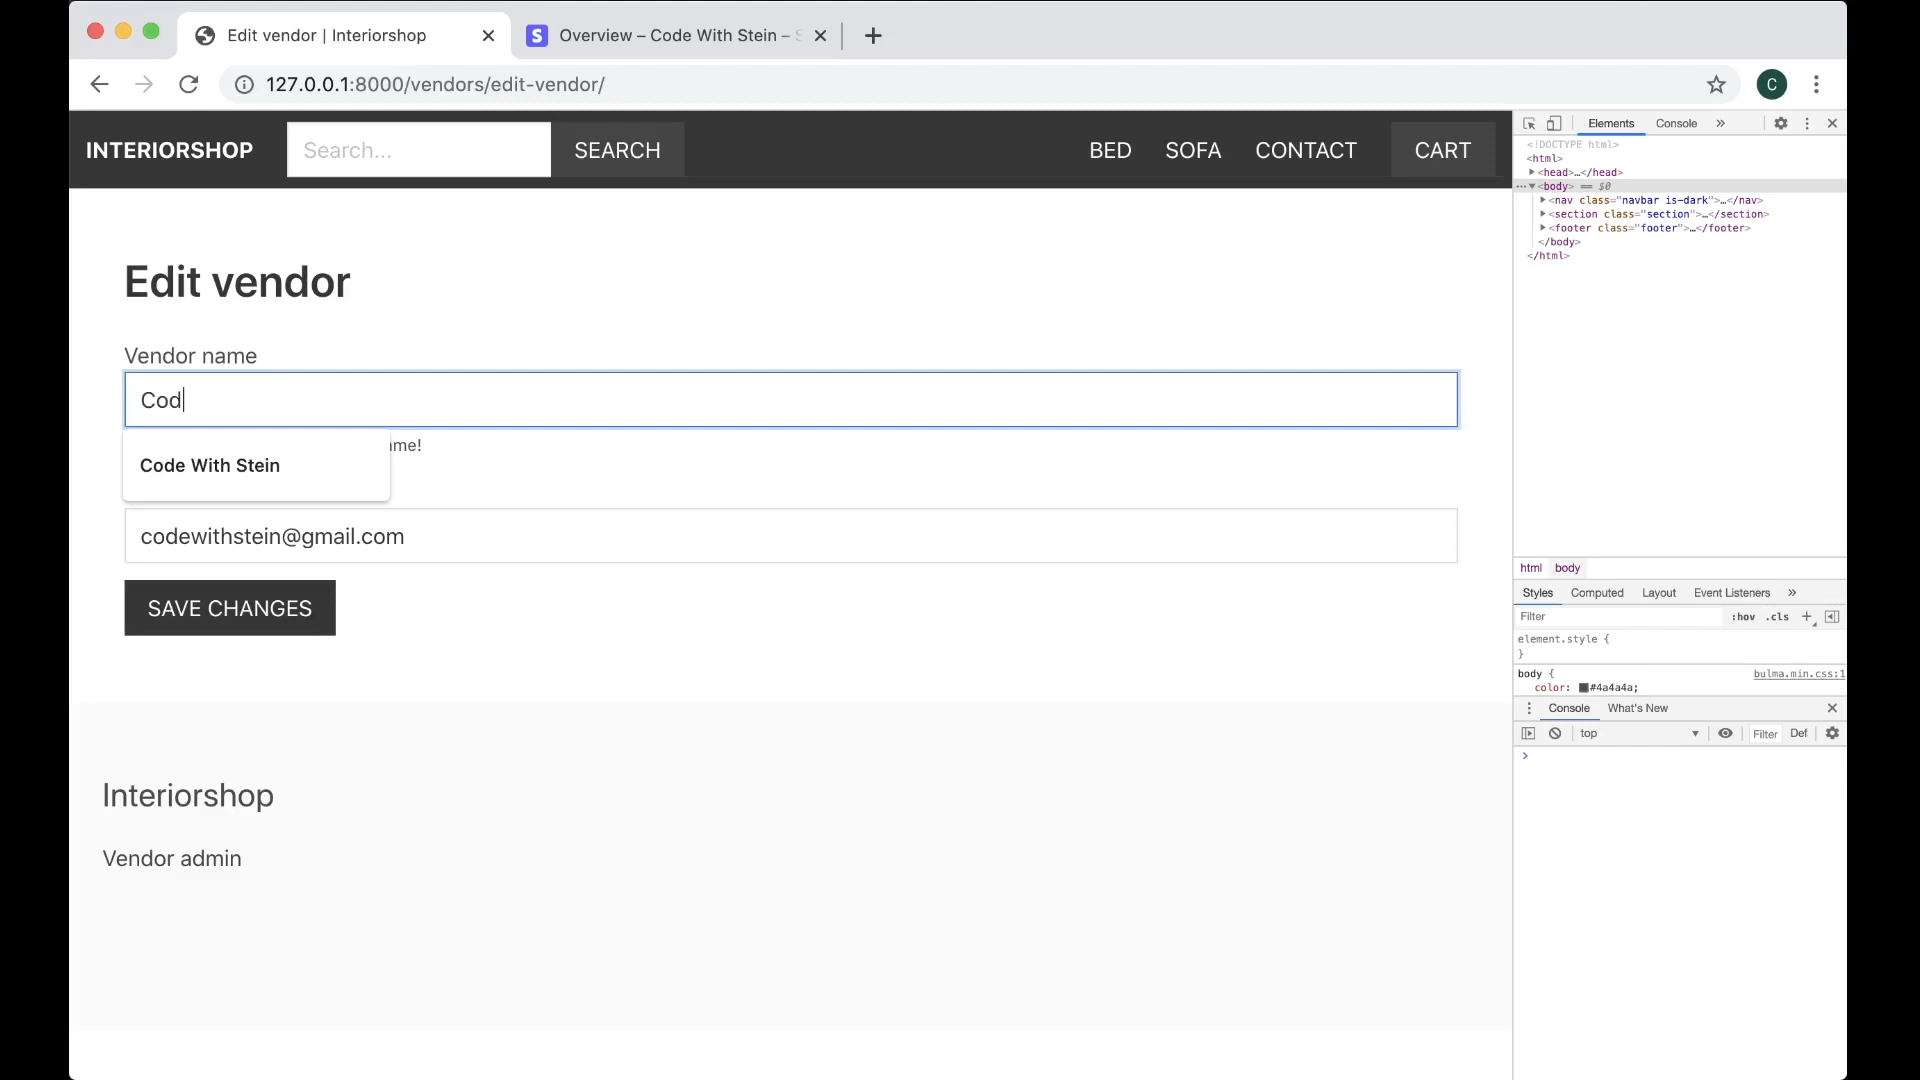 Edit vendor | Interiorshop
Overview – Code With Stein –
127.0.0.1:8000/vendors/edit-vendor/
C
INTERIORSHOP
Search...
SEARCH
BED
SOFA
CONTACT
CART
Edit vendor
Vendor name
Cod
me!
Code With Stein
codewithstein@gmail.com
SAVE CHANGES
Interiorshop
Vendor admin
Elements
Console
»
<!DOCTYPE html>
<html>
▶<head>…</head>
…▼<body> == $0
▶<nav class="navbar is-dark">…</nav>
▶<section class="section">…</section>
▶<footer class="footer">…</footer>
</body>
</html>
html body
Styles Computed Layout Event Listeners »
Filter :hov .cls +
element.style {
}
body { bulma.min.css:1
color: #4a4a4a;
Console What's New
top Filter Def